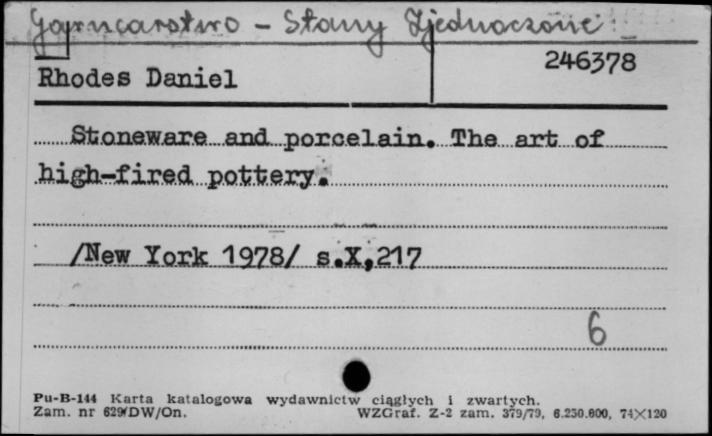 Garncarstwo - Stany Zjednoczone
246378
Rhodes Daniel
Stoneware and porcelain. The art of
high-fired pottery.
/New York 1978/ s.X,217
6
Pu-B-144 Karta katalogowa wydawnictw ciągłych i zwartych.
Zam. nr 629/DW/On. WZGraf. Z-2 zam. 379/79, 6.250.000, 74×120